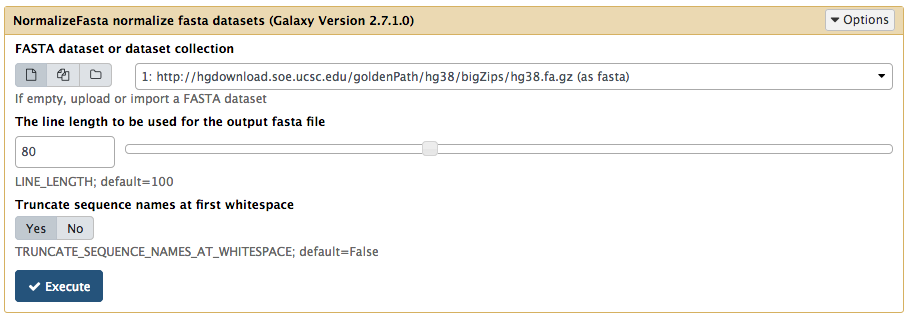 NormalizeFasta normalize fasta datasets (Galaxy Version 2.7.1.0)
Options
FASTA dataset or dataset collection
1: http://hgdownload.soe.ucsc.edu/goldenPath/hg38/bigZips/hg38.fa.gz (as fasta)
If empty, upload or import a FASTA dataset
The line length to be used for the output fasta file
80
LINE_LENGTH; default=100
Truncate sequence names at first whitespace
Yes No
TRUNCATE_SEQUENCE_NAMES_AT_WHITESPACE; default=False
Execute